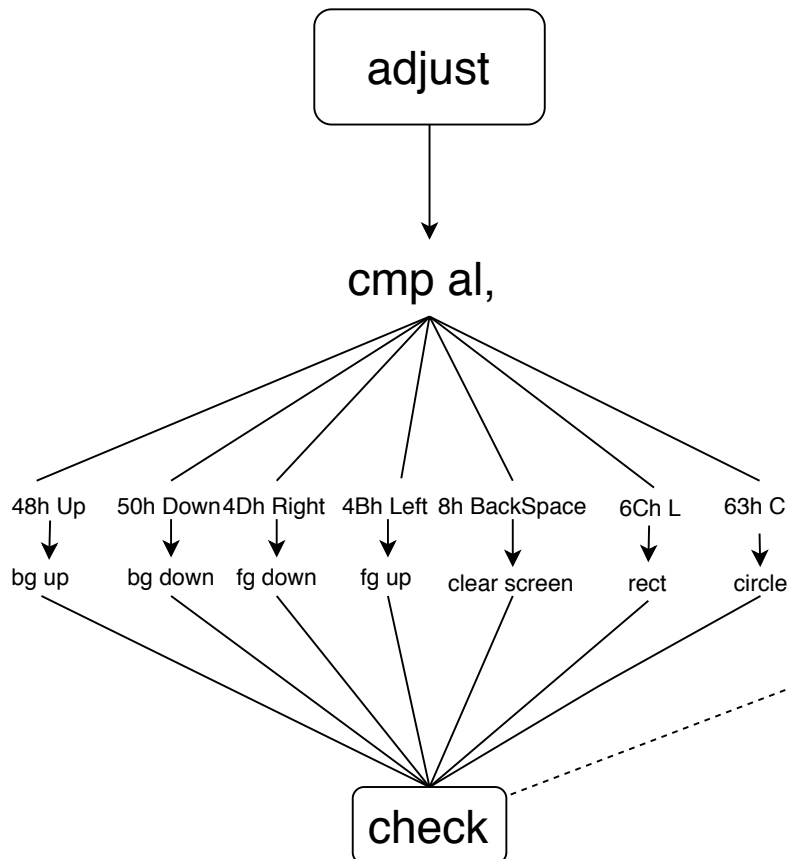 adjust
cmp al,
48h Up 50h Down 4Dh Right 4Bh Left 8h BackSpace 6Ch L 63h C
bg up bg down fg down fg up clear screen rect circle
check